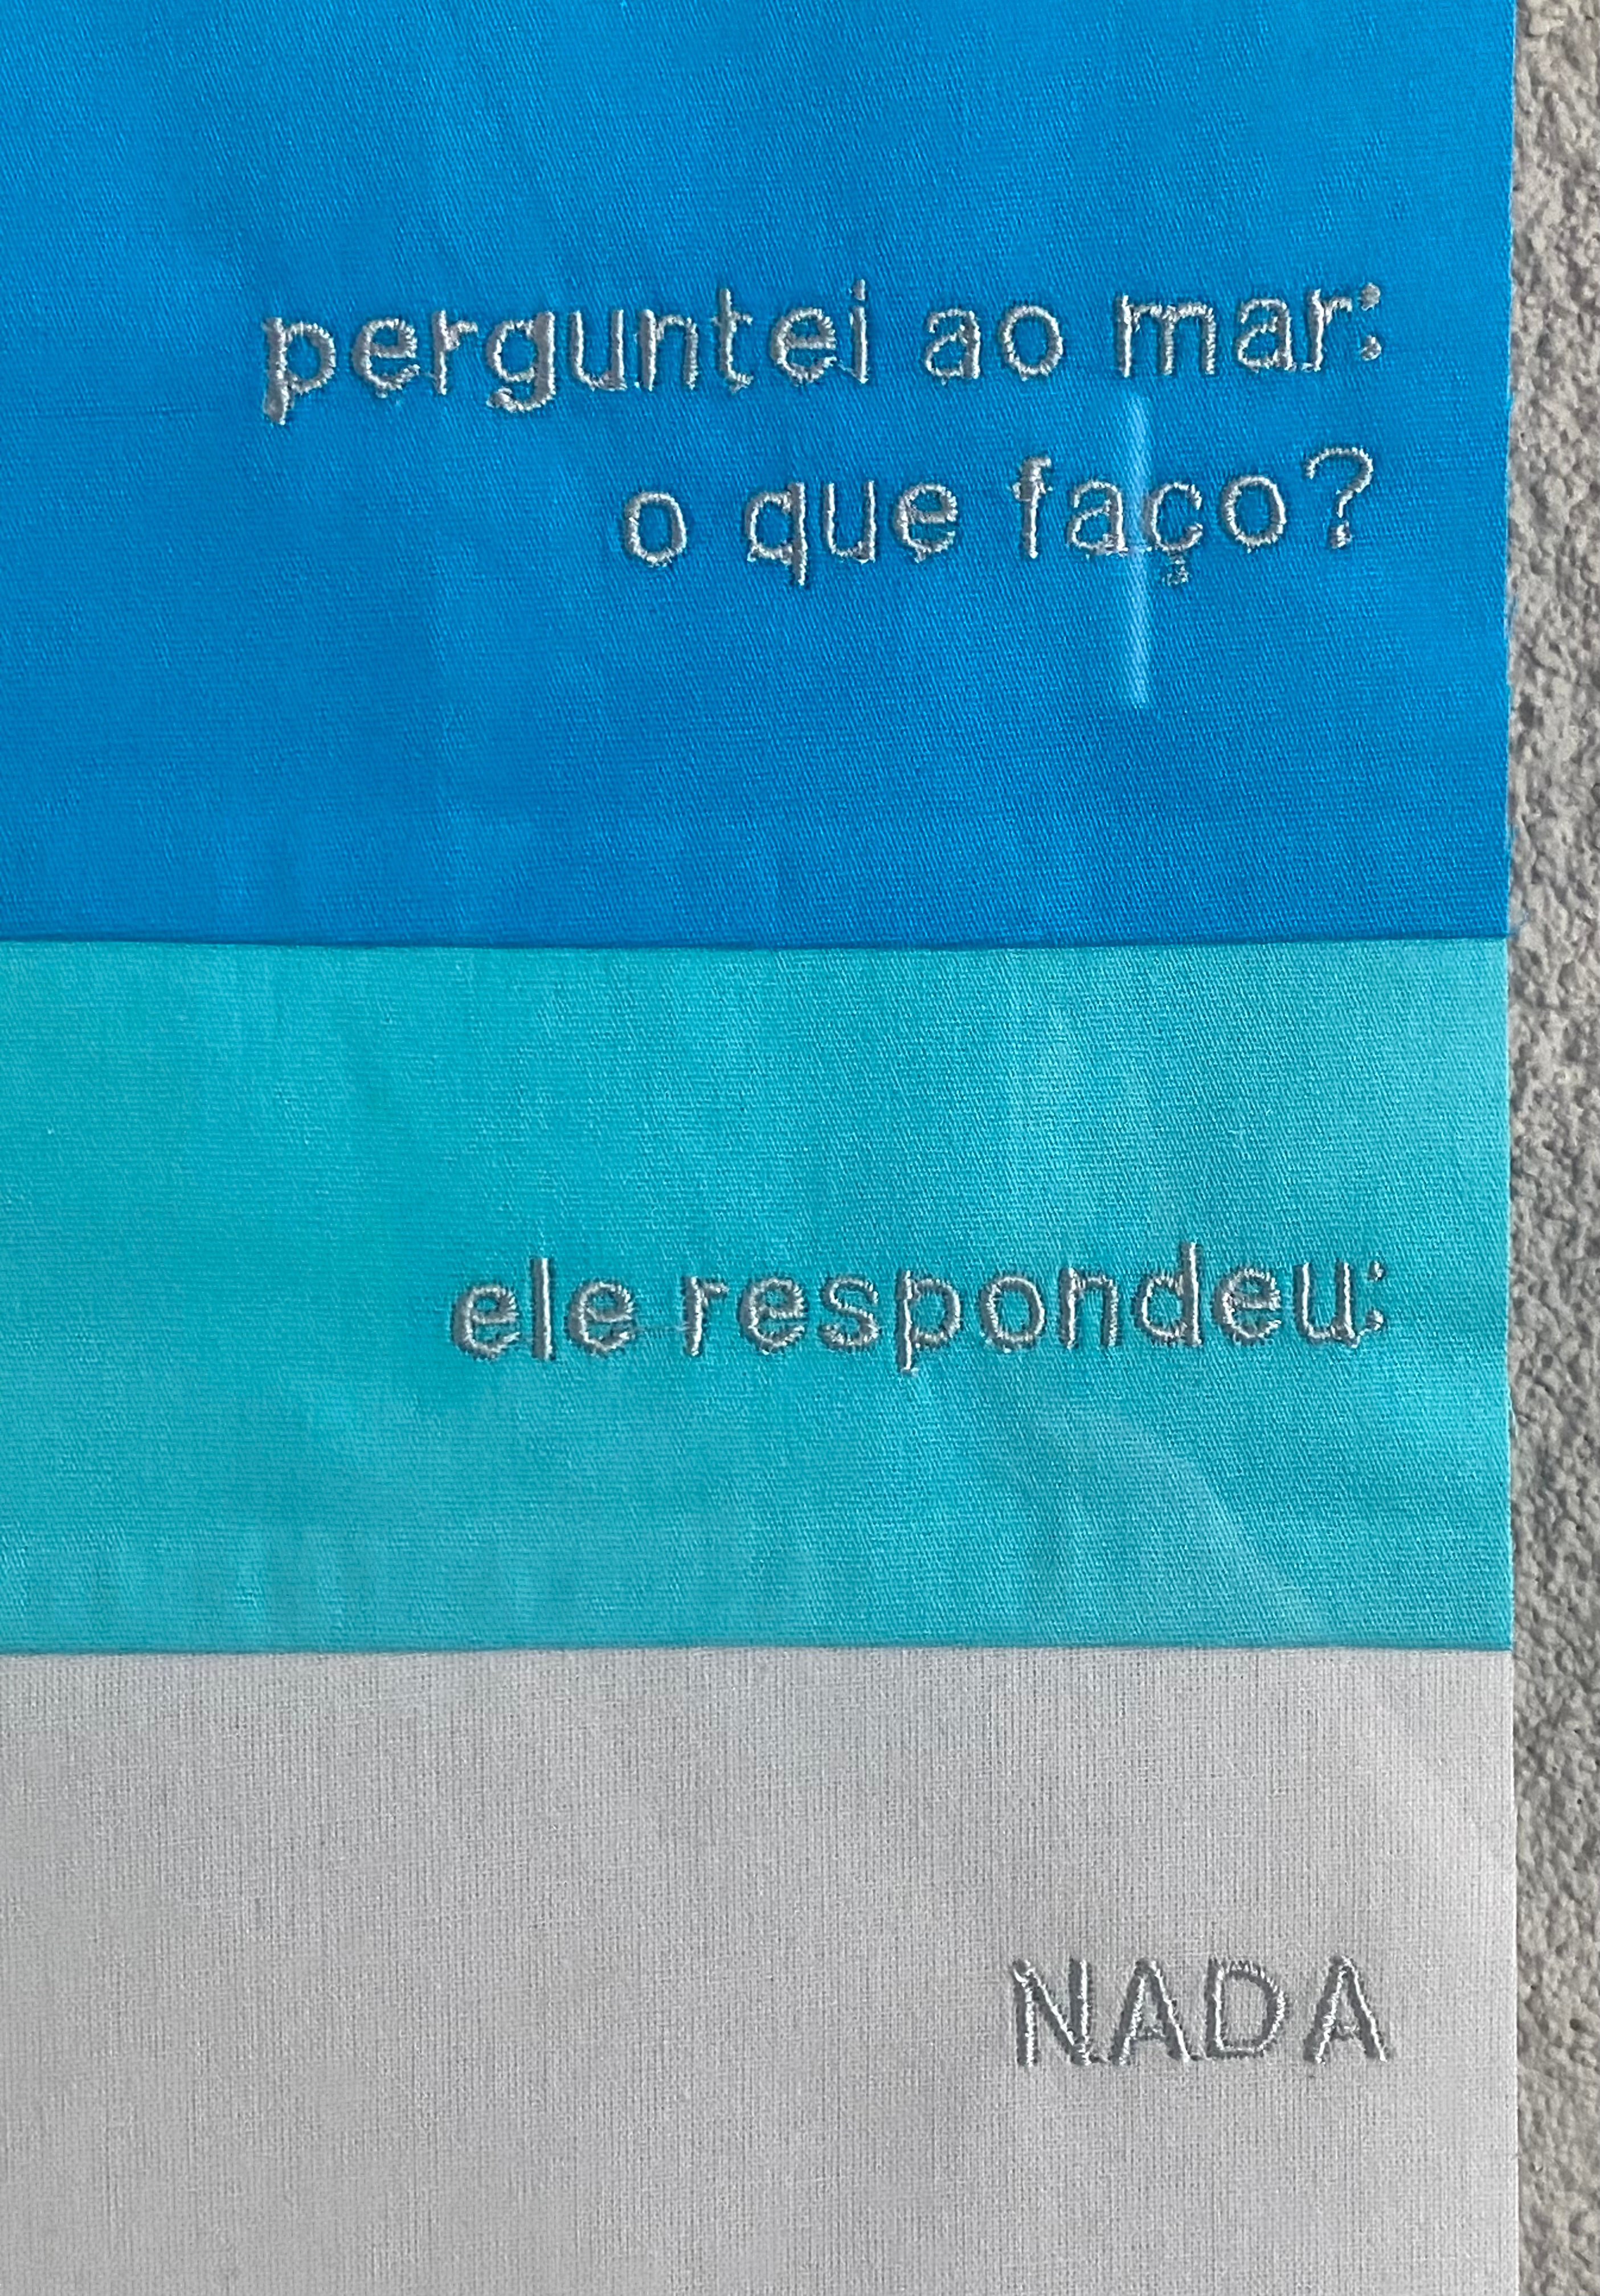 perguntei ao mar:
o que faço?
ele respondeu:
NADA